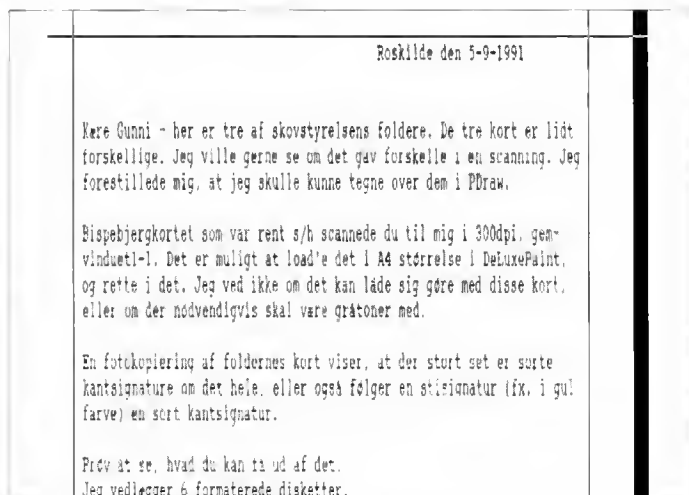 Roskilde den 5-9-1991
Kære Gunni - her er tre af skovstyrelsens foldere. De tre kort er lidt
forskellige. Jeg ville gerne se om det gav forskelle i en scanning. Jeg
forestillede mig, at jeg skulle kunne tegne over dem i PDraw.
Bispebjergkortet som var rent s/h scannede du til mig i 300dpi, gem-
vinduet1-1. Det er muligt at load'e det i A4 størrelse i DeLuxePaint,
og rette i det. Jeg ved ikke om det kan lade sig gøre med disse kort,
eller om der nødvendigvis skal være gråtoner med.
En fotokopiering af foldernes kort viser, at der stort set er sorte
kantsignature om det hele, eller også følger en stisignatur (fx. i gul
farve) en sort kantsignatur.
Prøv at se, hvad du kan få ud af det.
Jeg vedlægger 6 formaterede disketter.